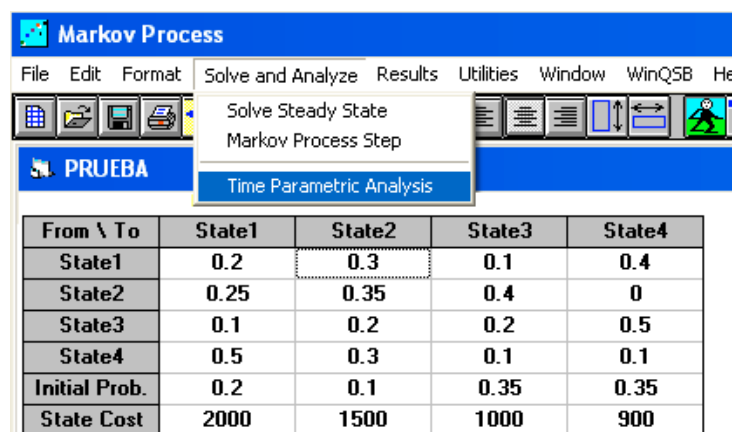 Markov Process
File Edit Format Solve and Analyze Results Utilities Window WinQSB He
Solve Steady State
Markov Process Step
Time Parametric Analysis
PRUEBA
From \ To State1 State2 State3 State4
State1 0.2 0.3 0.1 0.4
State2 0.25 0.35 0.4 0
State3 0.1 0.2 0.2 0.5
State4 0.5 0.3 0.1 0.1
Initial Prob. 0.2 0.1 0.35 0.35
State Cost 2000 1500 1000 900